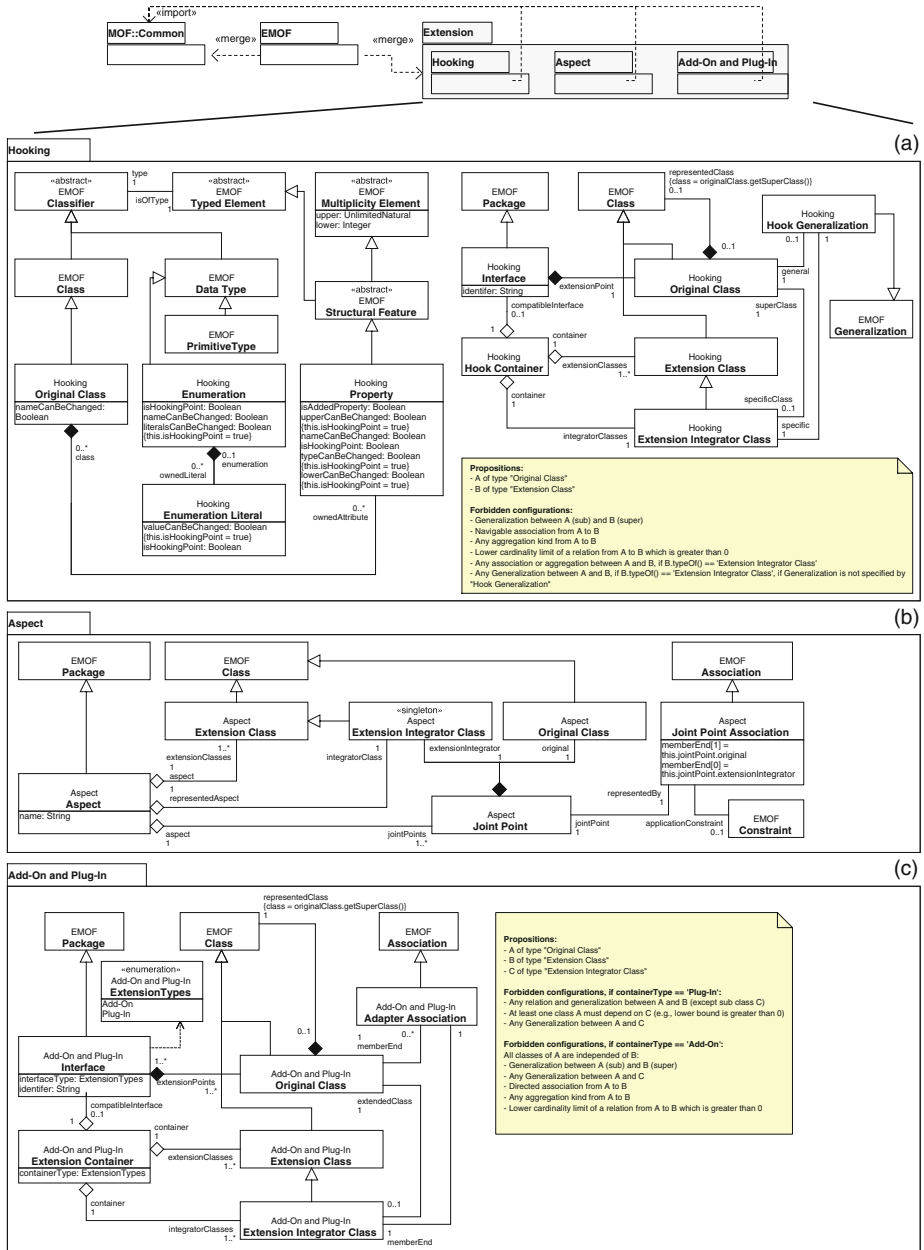 «import»
MOF::Common
«merge»
EMOF
«merge»
Extension
Hooking
Aspect
Add-On and Plug-In
(a)
Hooking
«abstract»
EMOF
Classifier
type
1
isOfType
1
«abstract»
EMOF
Typed Element
«abstract»
EMOF
Multiplicity Element
upper: UnlimitedNatural
lower: Integer
EMOF
Class
EMOF
Data Type
EMOF
PrimitiveType
«abstract»
EMOF
Structural Feature
Hooking
Original Class
nameCanBeChanged:
Boolean
0..*
class
Hooking
Enumeration
isHookingPoint: Boolean
nameCanBeChanged: Boolean
literalsCanBeChanged: Boolean
{this.isHookingPoint = true}
0..1
enumeration
0..*
ownedLiteral
Hooking
Enumeration Literal
valueCanBeChanged: Boolean
{this.isHookingPoint = true}
isHookingPoint: Boolean
Hooking
Property
isAddedProperty: Boolean
upperCanBeChanged: Boolean
{this.isHookingPoint = true}
nameCanBeChanged: Boolean
isHookingPoint: Boolean
typeCanBeChanged: Boolean
{this.isHookingPoint = true}
lowerCanBeChanged: Boolean
{this.isHookingPoint = true}
0..*
ownedAttribute
EMOF
Package
EMOF
Class
representedClass
{class = originalClass.getSuperClass()}
0..1
Hooking
Hook Generalization
0..1
1
Hooking
Interface
identifer: String
extensionPoint
0..1
Hooking
Original Class
general
1
superClass
1
EMOF
Generalization
compatibleInterface
0..1
1
Hooking
Hook Container
container
1
extensionClasses
1..*
Hooking
Extension Class
container
1
integratorClasses
1
Hooking
Extension Integrator Class
specificClass
0..1
specific
1
Propositions:
- A of type "Original Class"
- B of type "Extension Class"
Forbidden configurations:
- Generalization between A (sub) and B (super)
- Navigable association from A to B
- Any aggregation kind from A to B
- Lower cardinality limit of a relation from A to B which is greater than 0
- Any association or aggregation between A and B, if B.typeOf() == 'Extension Integrator Class'
- Any Generalization between A and B, if B.typeOf() == 'Extension Integrator Class', if Generalization is not specified by
"Hook Generalization"
(b)
Aspect
EMOF
Package
EMOF
Class
EMOF
Association
Aspect
Extension Class
«singleton»
Aspect
Extension Integrator Class
Aspect
Original Class
Aspect
Joint Point Association
memberEnd[1] =
this.jointPoint.original
memberEnd[0] =
this.jointPoint.extensionIntegrator
1..*
extensionClasses
1
integratorClass
extensionIntegrator
1
original
1
aspect
1
representedAspect
1
Aspect
Aspect
name: String
aspect
1
jointPoints
1..*
Aspect
Joint Point
jointPoint
1
representedBy
1
applicationConstraint
0..1
EMOF
Constraint
(c)
Add-On and Plug-In
representedClass
{class = originalClass.getSuperClass()}
1
EMOF
Package
EMOF
Class
EMOF
Association
«enumeration»
Add-On and Plug-In
ExtensionTypes
Add-On
Plug-In
Add-On and Plug-In
Adapter Association
1
memberEnd
0..*
1
0..1
Add-On and Plug-In
Interface
interfaceType: ExtensionTypes
identifer: String
1..*
extensionPoints
1..*
Add-On and Plug-In
Original Class
extendedClass
1
compatibleInterface
0..1
1
Add-On and Plug-In
Extension Container
containerType: ExtensionTypes
container
1
extensionClasses
1..*
Add-On and Plug-In
Extension Class
container
1
integratorClasses
1..*
Add-On and Plug-In
Extension Integrator Class
0..1
1
memberEnd
Propositions:
- A of type "Original Class"
- B of type "Extension Class"
- C of type "Extension Integrator Class"
Forbidden configurations, if containerType == 'Plug-In':
- Any relation and generalization between A and B (except sub class C)
- At least one class A must depend on C (e.g., lower bound is greater than 0)
- Any Generalization between A and C
Forbidden configurations, if containerType == 'Add-On':
All classes of A are independent of B:
- Generalization between A (sub) and B (super)
- Any Generalization between A and C
- Directed association from A to B
- Any aggregation kind from A to B
- Lower cardinality limit of a relation from A to B which is greater than 0